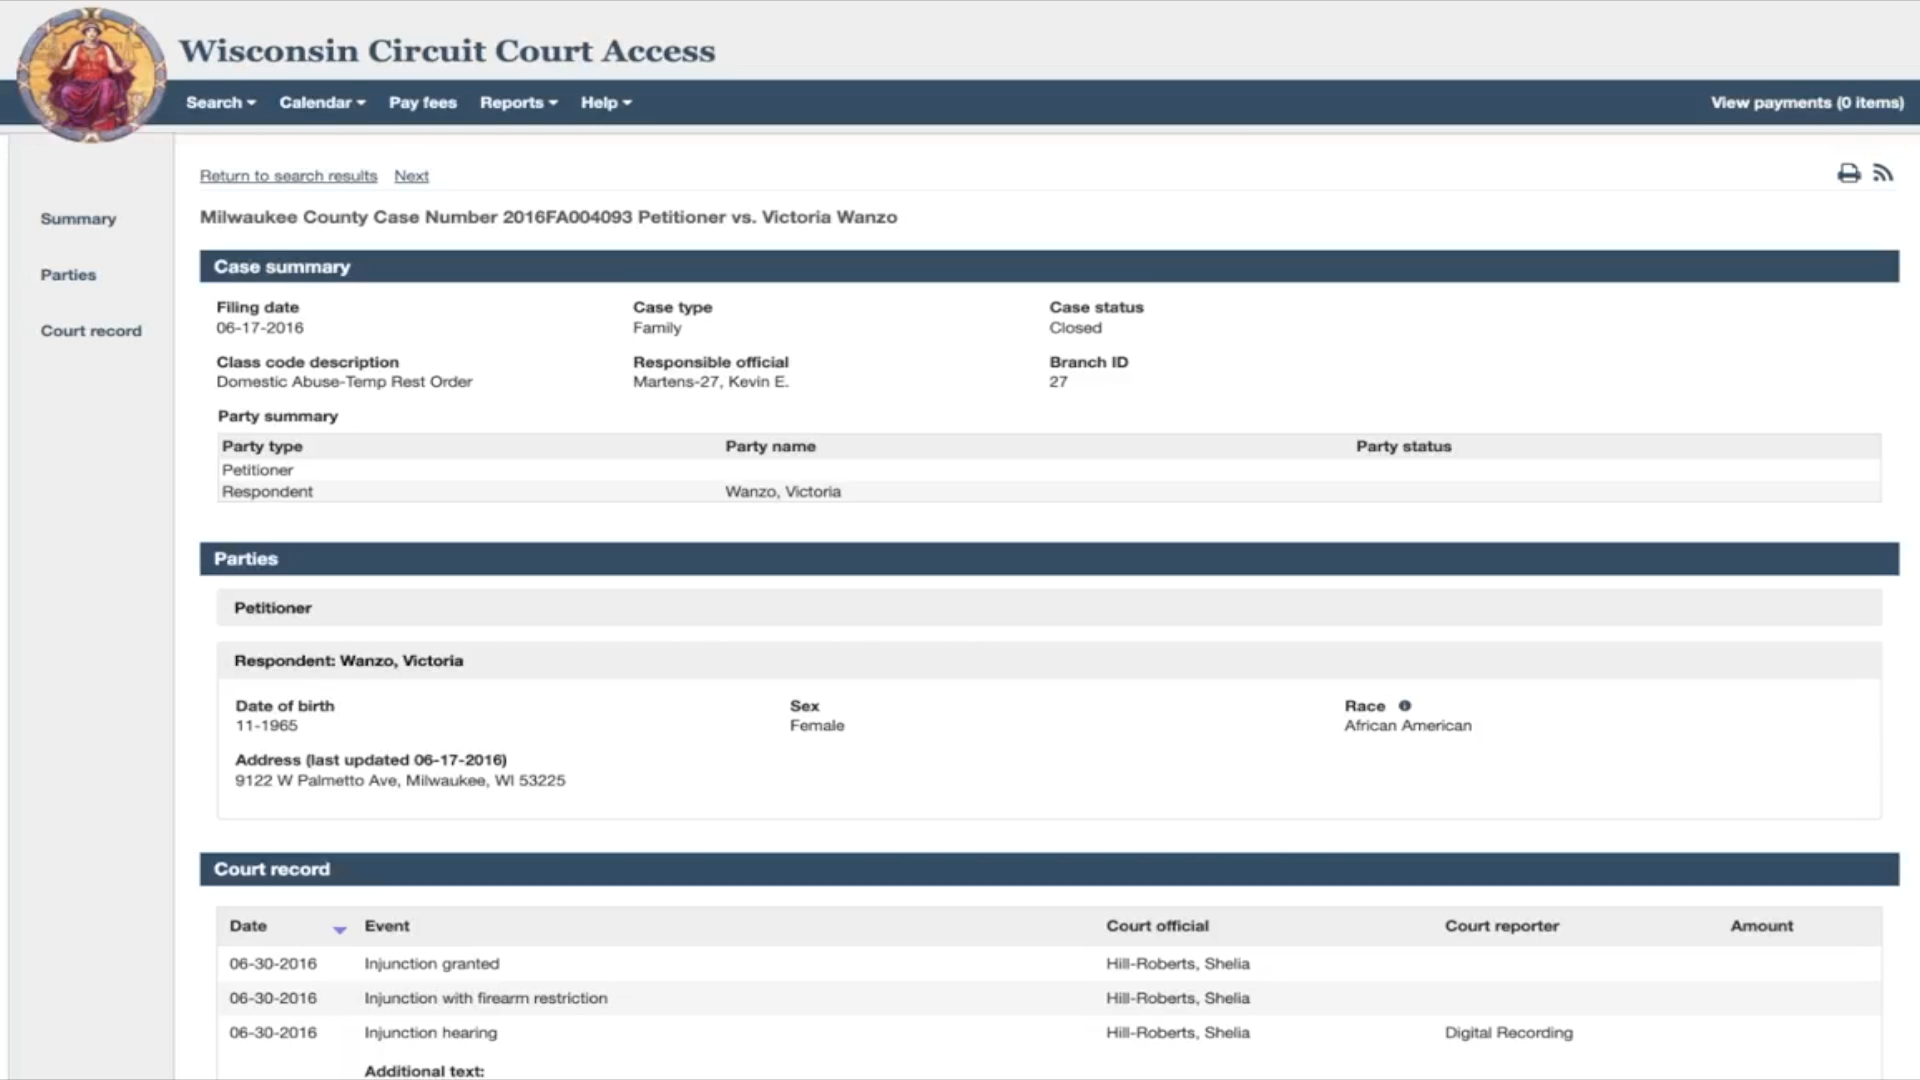 Wisconsin Circuit Court Access
Search Calendar Pay fees Reports Help View payments (0 items)
Return to search results Next
Summary
Parties
Court record
Milwaukee County Case Number 2016FA004093 Petitioner vs. Victoria Wanzo
Case summary
Filing date Case type Case status
06-17-2016 Family Closed
Class code description Responsible official Branch ID
Domestic Abuse-Temp Rest Order Martens-27, Kevin E. 27
Party summary
Party type Party name Party status
Petitioner
Respondent Wanzo, Victoria
Parties
Petitioner
Respondent: Wanzo, Victoria
Date of birth Sex Race
11-1965 Female African American
Address (last updated 06-17-2016)
9122 W Palmetto Ave, Milwaukee, WI 53225
Court record
Date Event Court official Court reporter Amount
06-30-2016 Injunction granted Hill-Roberts, Shelia
06-30-2016 Injunction with firearm restriction Hill-Roberts, Shelia
06-30-2016 Injunction hearing Hill-Roberts, Shelia Digital Recording
Additional text: